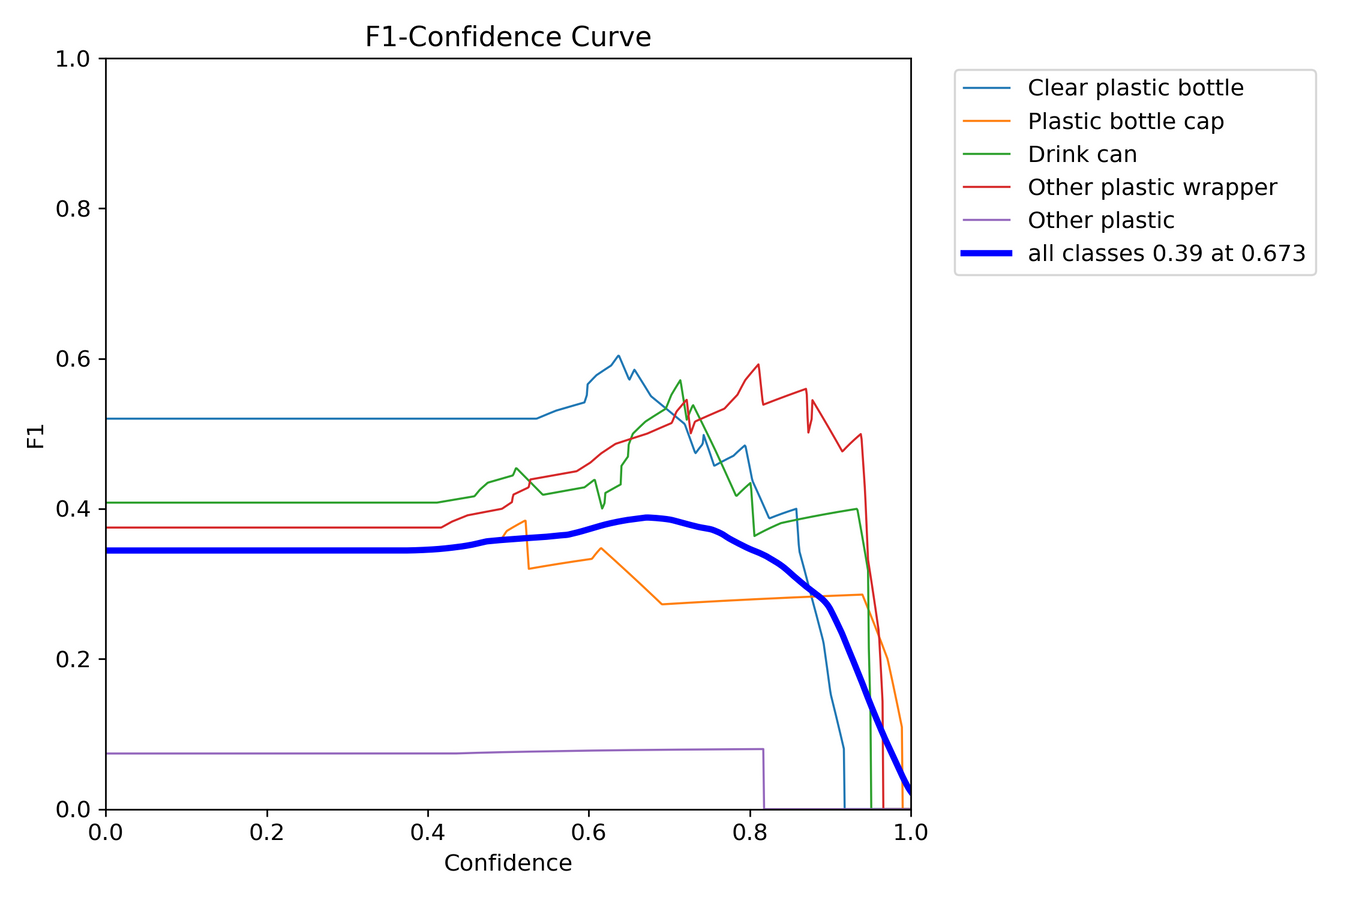 F1-Confidence Curve
1.0
0.8
0.6
0.4
0.2
0.0
F1
0.0
0.2
0.4
0.6
0.8
1.0
Confidence
Clear plastic bottle
Plastic bottle cap
Drink can
Other plastic wrapper
Other plastic
all classes 0.39 at 0.673